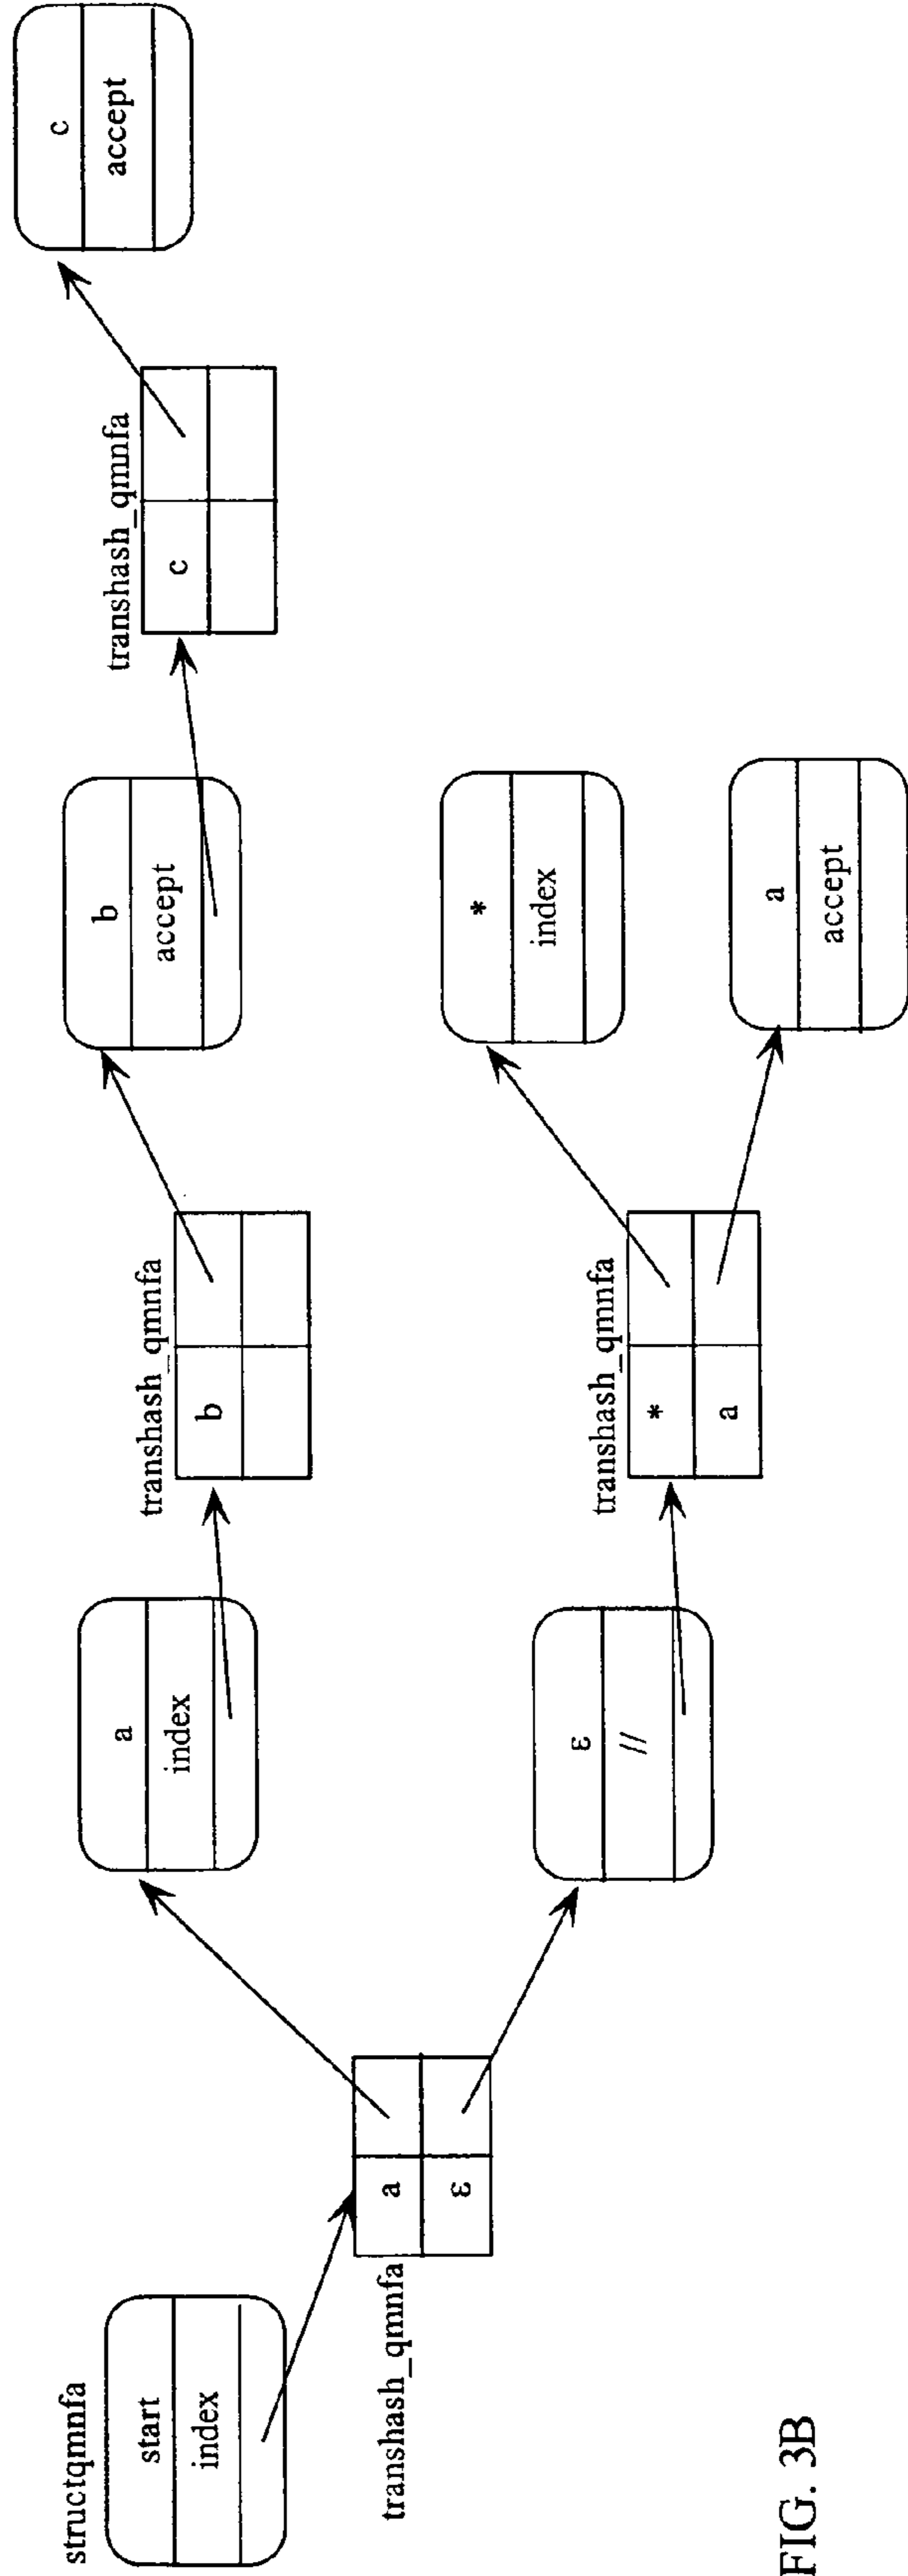 structqmnfa
start
index
transhash_qmnfa
a
ε
a
index
transhash_qmnfa
b
b
accept
transhash_qmnfa
c
c
accept
ε
//
transhash_qmnfa
*
a
*
index
a
accept
FIG. 3B